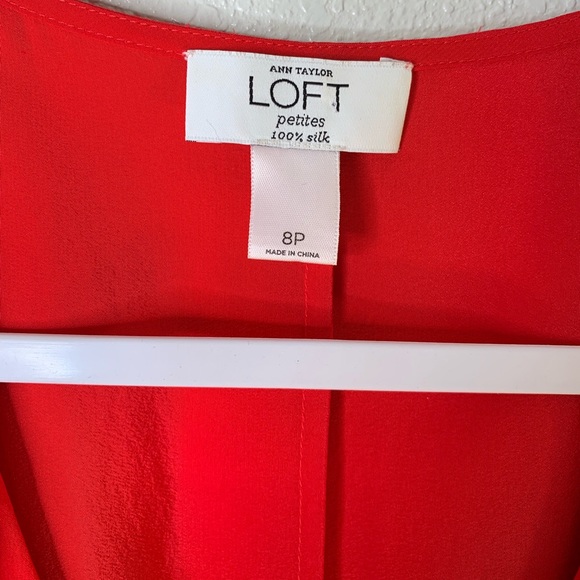 ANN TAYLOR
LOFT
petites
100% silk
8P
MADE IN CHINA